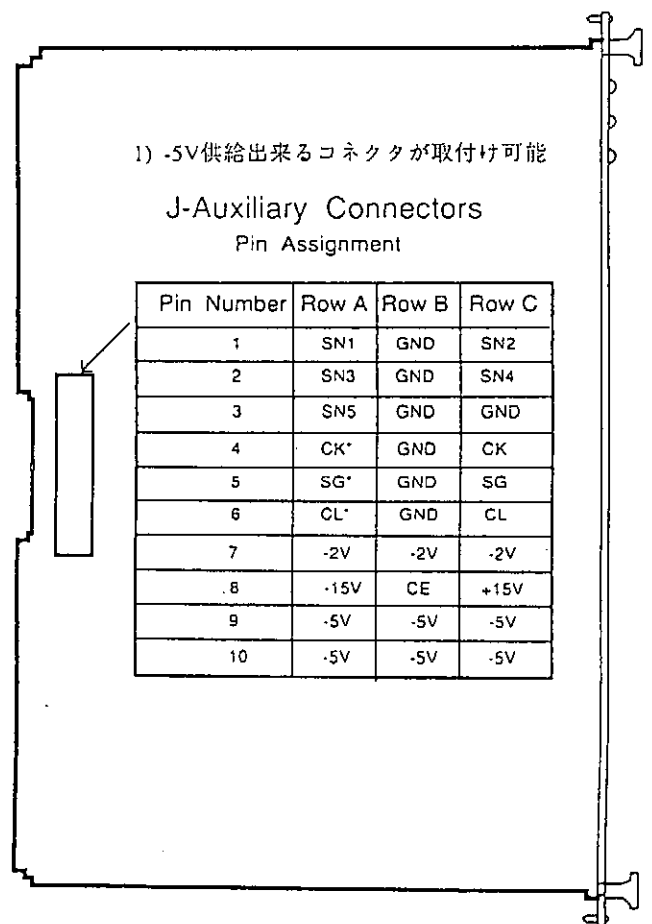 1) -5V供給出来るコネクタが取付け可能
J-Auxiliary Connectors
Pin Assignment
Pin Number Row A Row B Row C
1 SN1 GND SN2
2 SN3 GND SN4
3 SN5 GND GND
4 CK* GND CK
5 SG* GND SG
6 CL* GND CL
7 -2V -2V -2V
8 -15V CE +15V
9 -5V -5V -5V
10 -5V -5V -5V